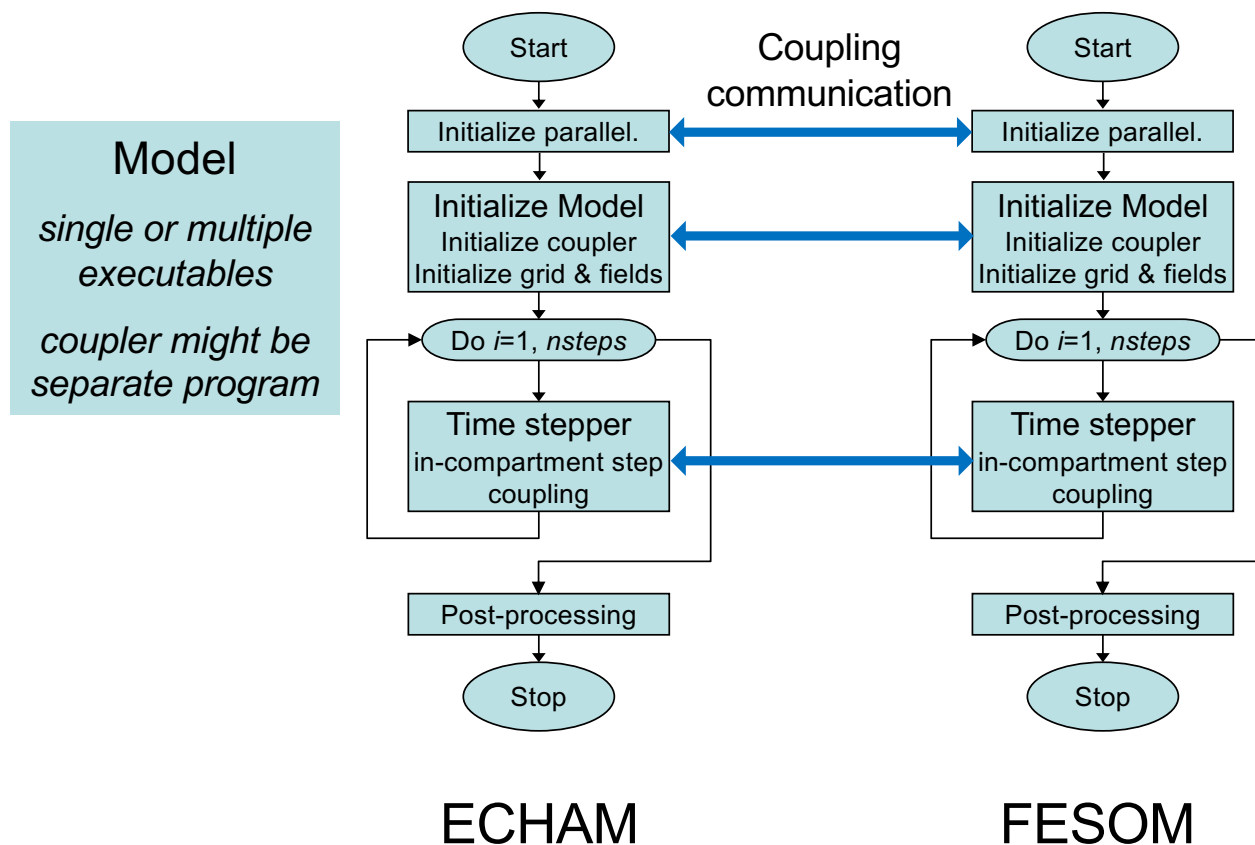 Model
single or multiple
executables
coupler might be
separate program
Coupling
communication
Start
Initialize parallel.
Initialize Model
Initialize coupler
Initialize grid & fields
Do i=1, nsteps
Time stepper
in-compartment step
coupling
Post-processing
Stop
ECHAM
Start
Initialize parallel.
Initialize Model
Initialize coupler
Initialize grid & fields
Do i=1, nsteps
Time stepper
in-compartment step
coupling
Post-processing
Stop
FESOM